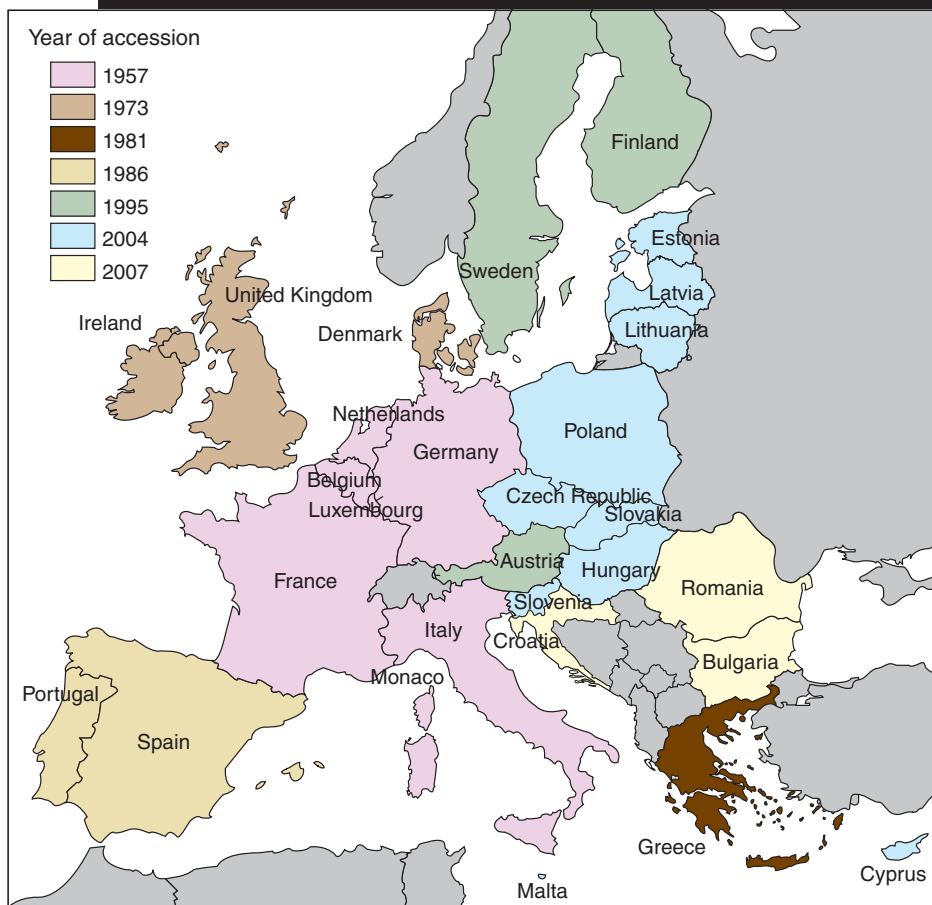 Year of accession
1957
1973
1981
1986
1995
2004
2007
Finland
Estonia
Sweden
Latvia
United Kingdom
Ireland
Denmark
Lithuania
Netherlands
Poland
Germany
Belgium
Czech Republic
Luxembourg
Slovakia
Austria
Hungary
France
Romania
Slovenia
Italy
Croatia
Bulgaria
Monaco
Portugal
Spain
Greece
Cyprus
Malta